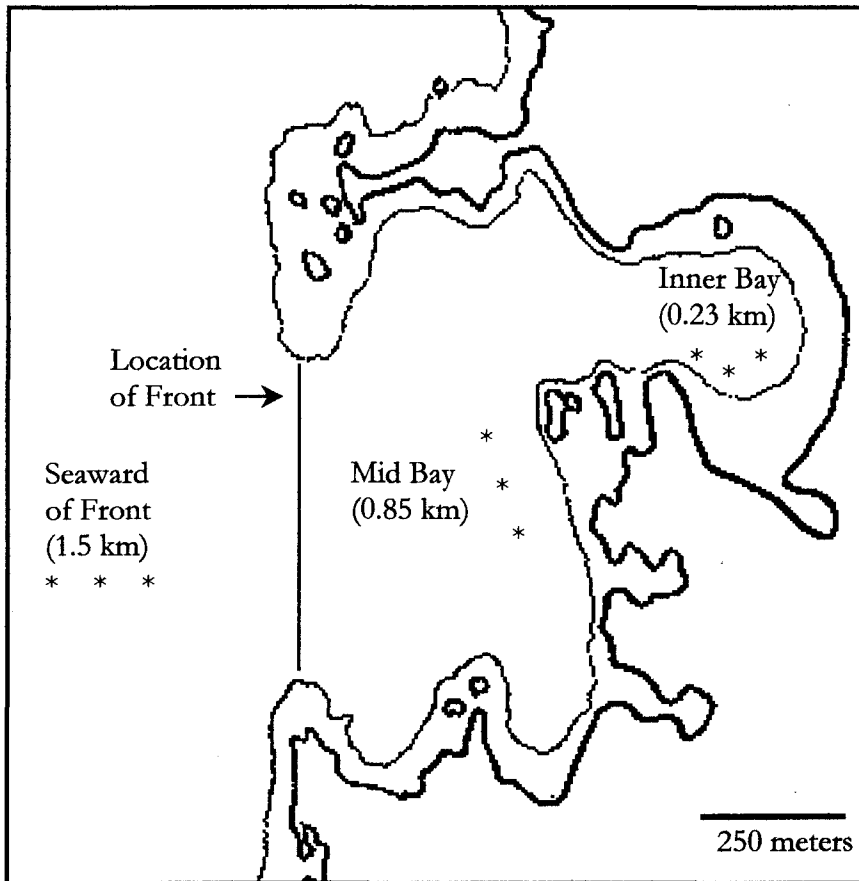 Inner Bay
(0.23 km)
* * *
Location
of Front
Seaward
of Front
(1.5 km)
* * *
Mid Bay
(0.85 km)
*
*
*
250 meters